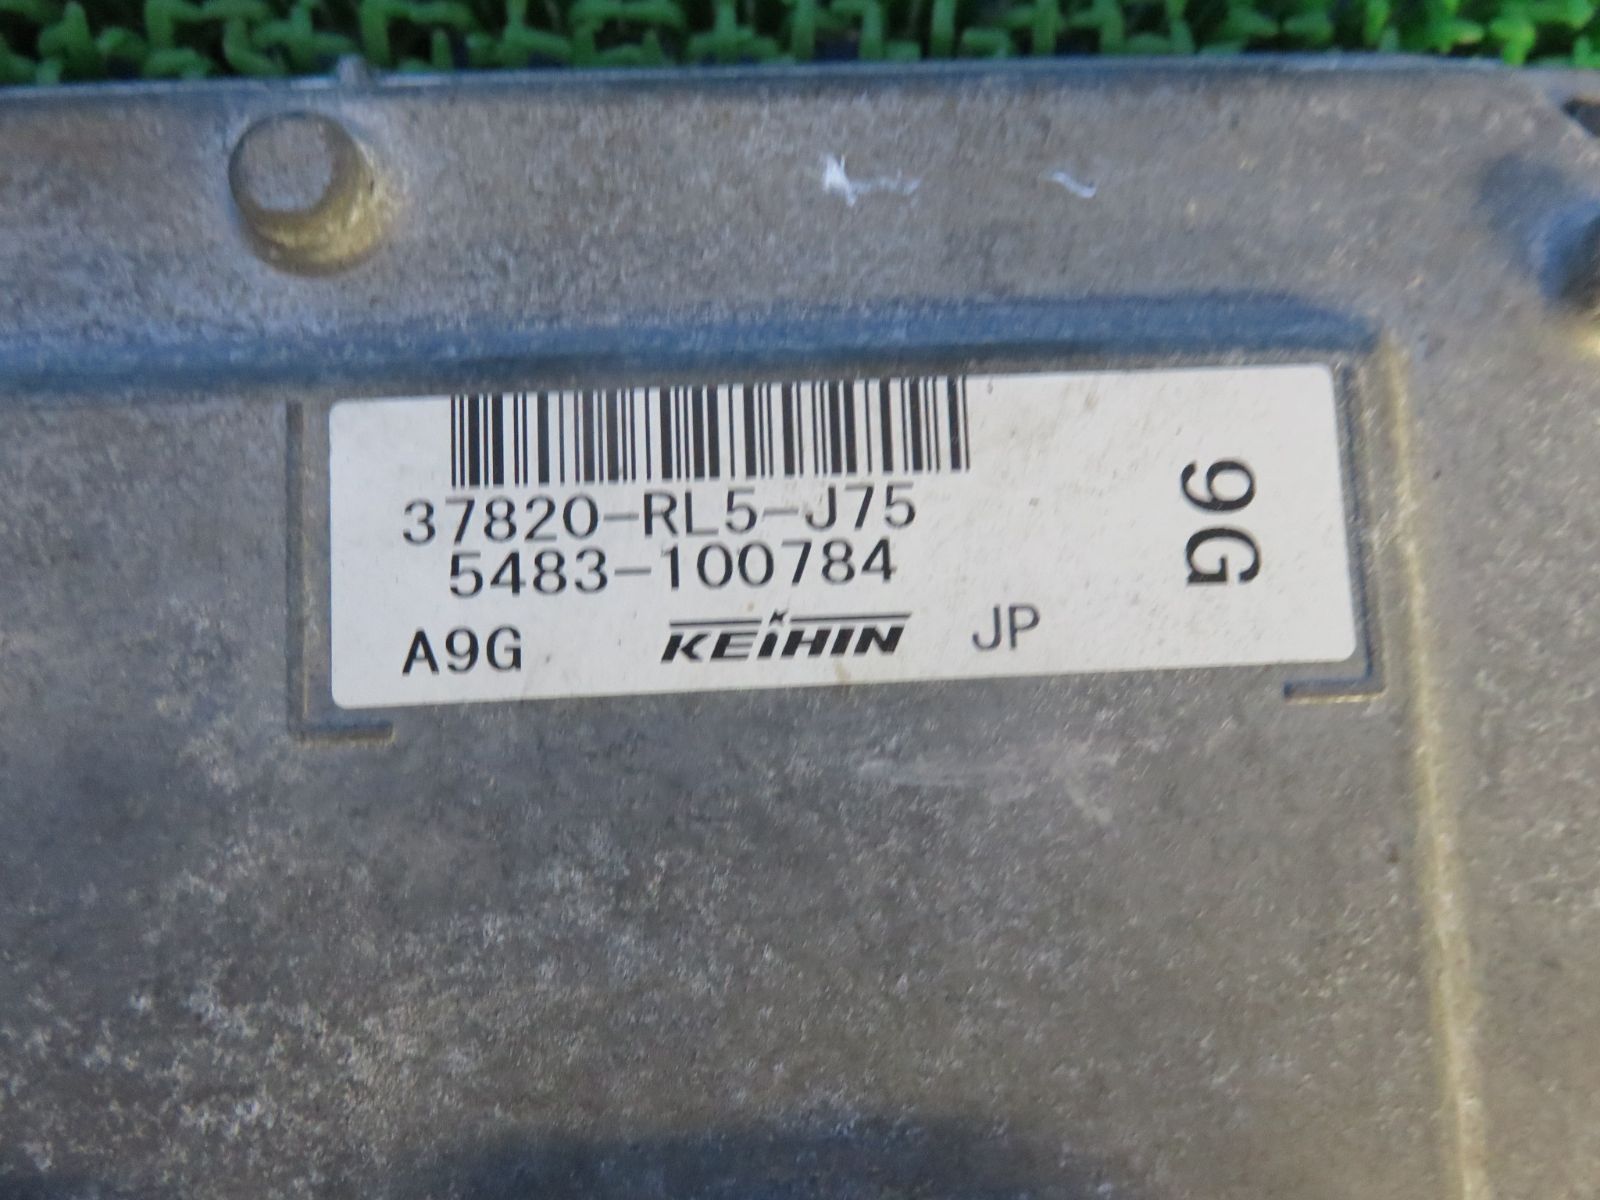 37820-RL5-J75
5483-100784
A9G KEIHIN JP
9G